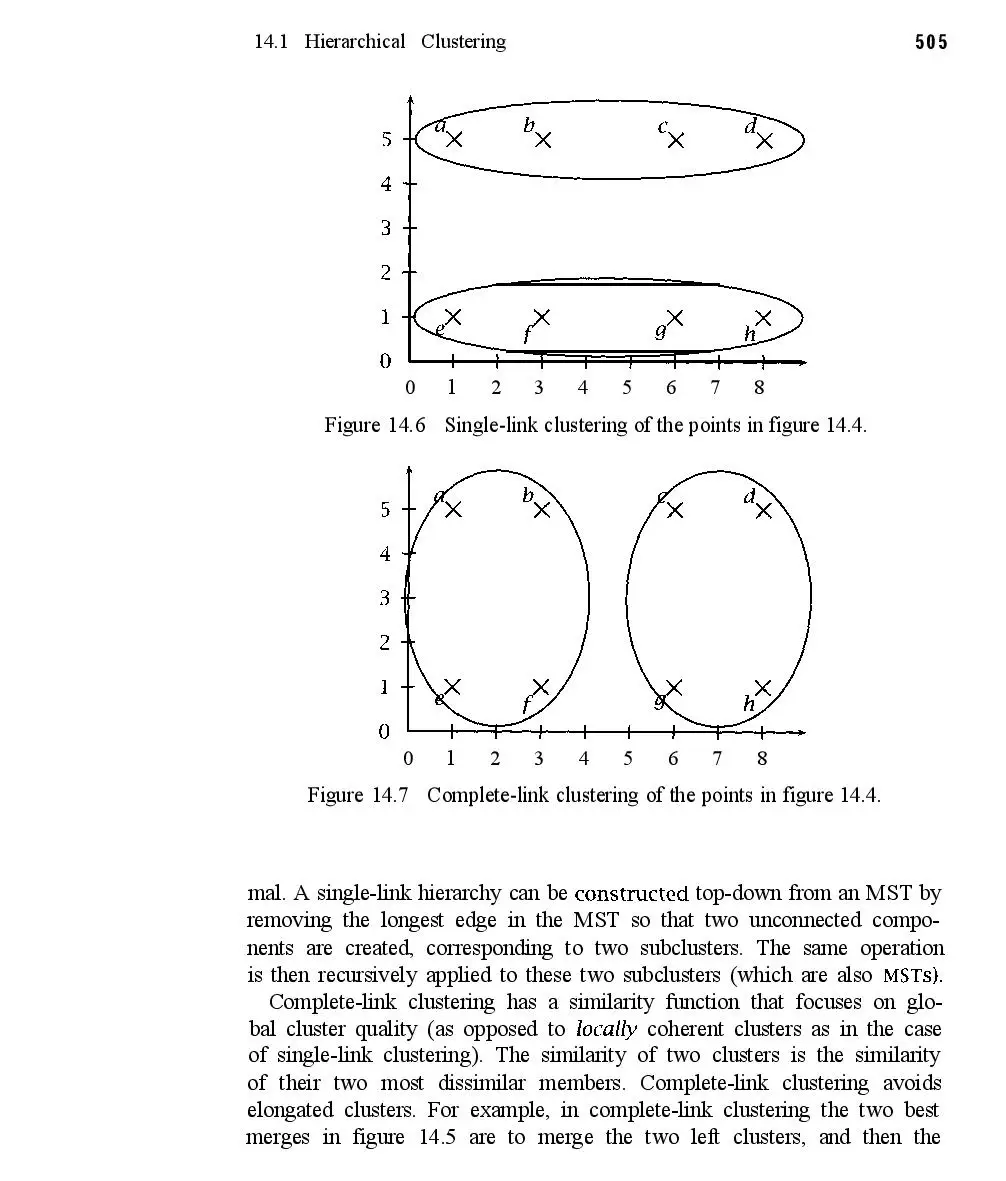 14.1 Hierarchical Clustering 505
a b c d
5
4
3
2
1
e f g h
0
0 1 2 3 4 5 6 7 8
Figure 14.6 Single-link clustering of the points in figure 14.4.
a b c d
5
4
3
2
1
e f g h
0
0 1 2 3 4 5 6 7 8
Figure 14.7 Complete-link clustering of the points in figure 14.4.
mal. A single-link hierarchy can be constructed top-down from an MST by
removing the longest edge in the MST so that two unconnected compo-
nents are created, corresponding to two subclusters. The same operation
is then recursively applied to these two subclusters (which are also MSTs).
Complete-link clustering has a similarity function that focuses on glo-
bal cluster quality (as opposed to locally coherent clusters as in the case
of single-link clustering). The similarity of two clusters is the similarity
of their two most dissimilar members. Complete-link clustering avoids
elongated clusters. For example, in complete-link clustering the two best
merges in figure 14.5 are to merge the two left clusters, and then the